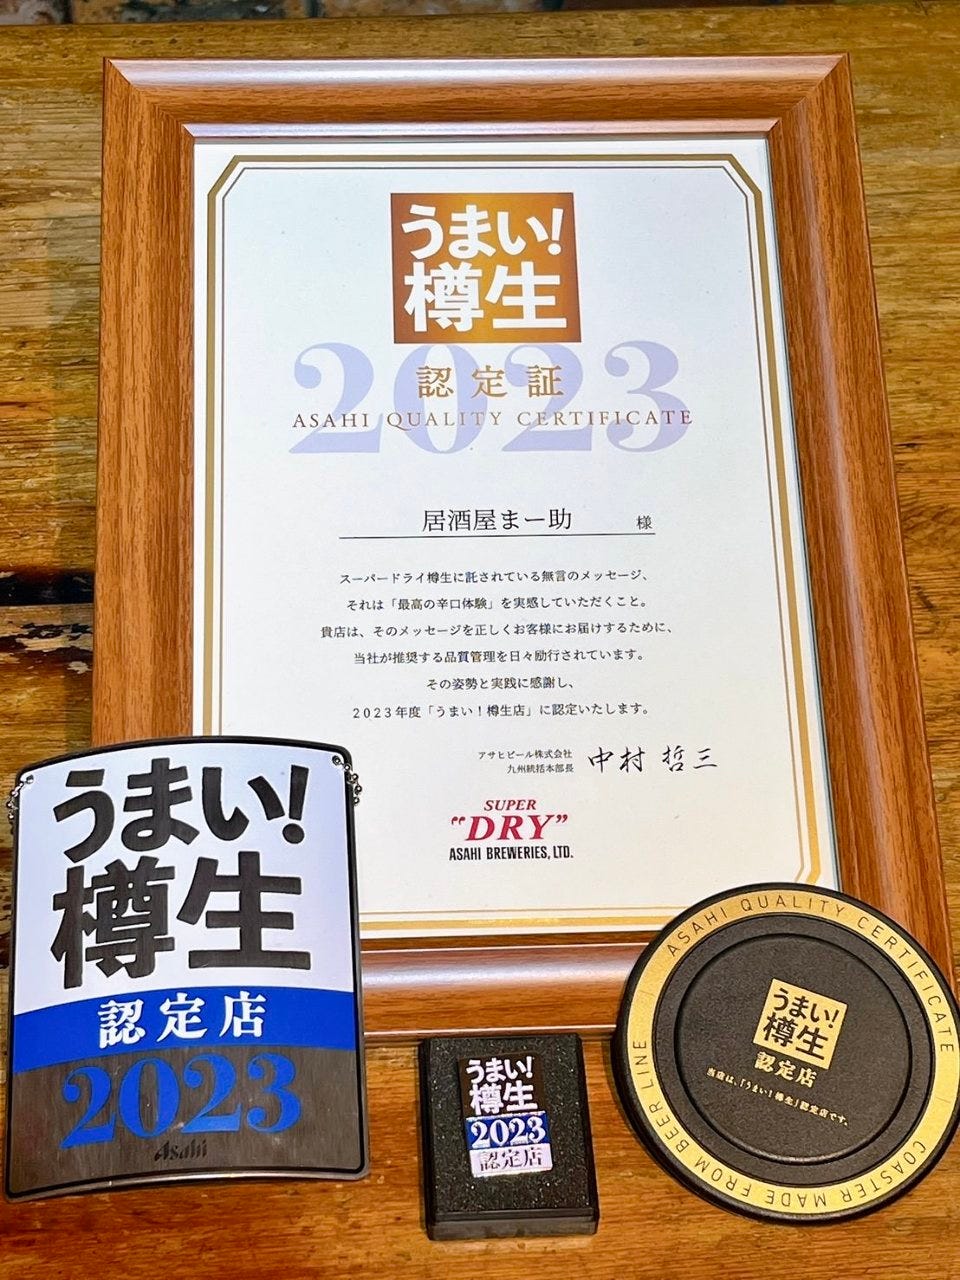 うまい!
樽生
2023
認定証
ASAHI QUALITY CERTIFICATE
居酒屋まー助 様
スーパードライ樽生に託されている無言のメッセージ、
それは「最高の辛口体験」を実感していただくこと。
貴店は、そのメッセージを正しくお客様にお届けするために、
当社が推奨する品質管理を日々励行されています。
その姿勢と実践に感謝し、
2023年度「うまい！樽生店」に認定いたします。
アサヒビール株式会社
九州統括本部長 中村 哲三
SUPER
"DRY"
ASAHI BREWERIES, LTD.
うまい!
樽生
認定店
2023
Asahi
うまい!
樽生
2023
認定店
ASAHI QUALITY CERTIFICATE
うまい!
樽生
認定店
当店は、「うまい！樽生」認定店です。
COASTER MADE FROM BEER LINE